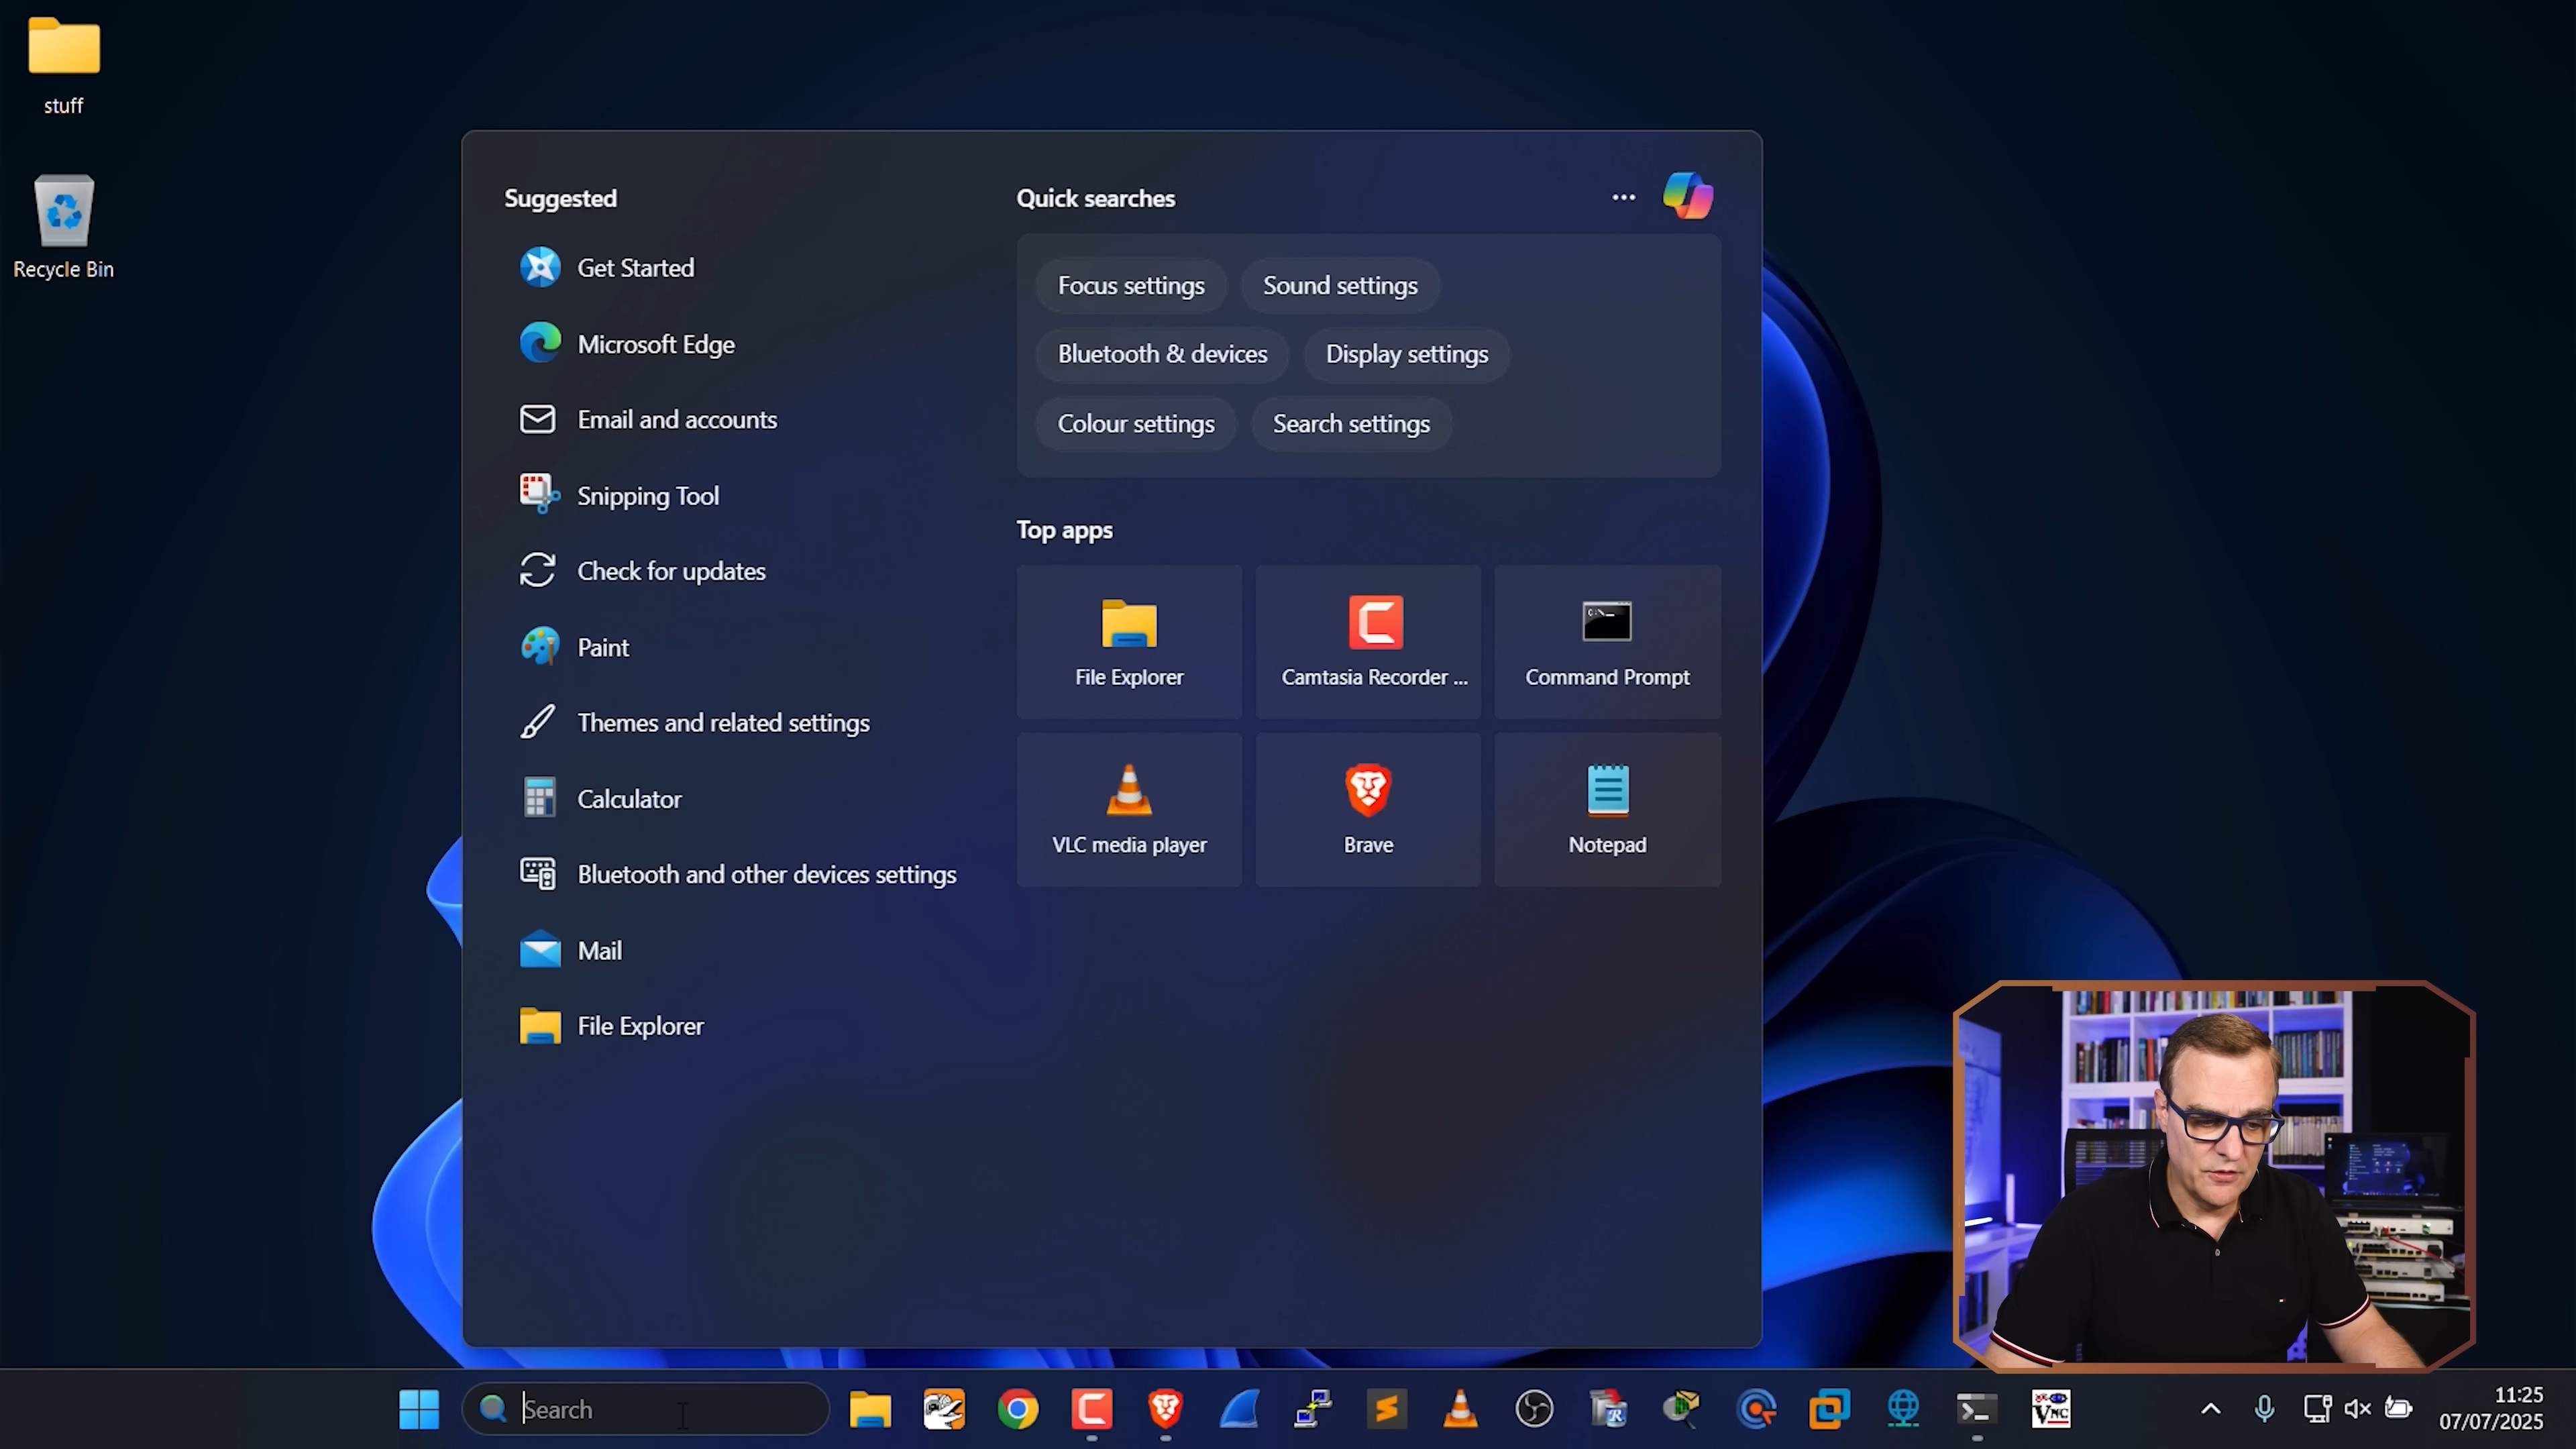 stuff
Recycle Bin
Suggested
Get Started
Microsoft Edge
Email and accounts
Snipping Tool
Check for updates
Paint
Themes and related settings
Calculator
Bluetooth and other devices settings
Mail
File Explorer
Quick searches
Focus settings
Sound settings
Bluetooth & devices
Display settings
Colour settings
Search settings
Top apps
File Explorer
Camtasia Recorder ...
Command Prompt
VLC media player
Brave
Notepad
Search
VNC
11:25
07/07/2025